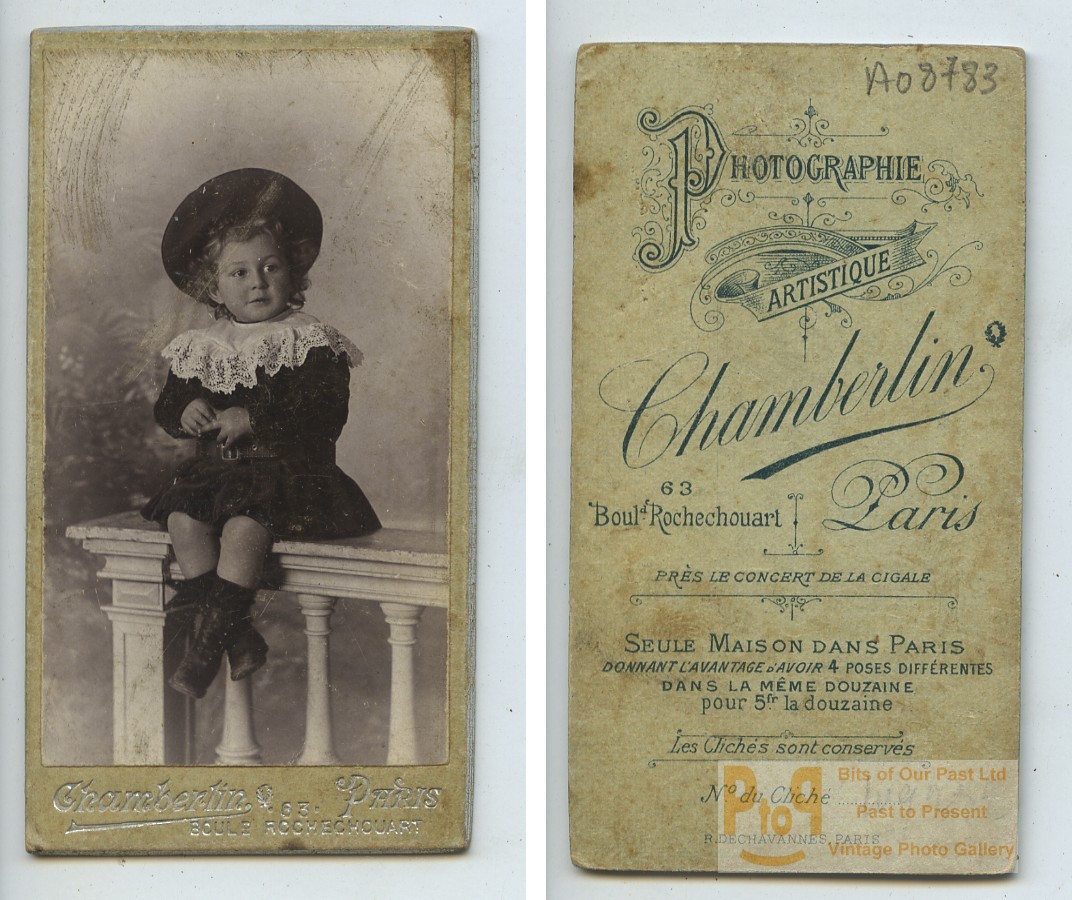 Chamberlin
63.
PARIS
BOULD ROCHECHOUART
A08783
PHOTOGRAPHIE
ARTISTIQUE
Chamberlin
63
Bould Rochechouart
Paris
PRÈS LE CONCERT DE LA CIGALE
SEULE MAISON DANS PARIS
DONNANT L'AVANTAGE D'AVOIR 4 POSES DIFFÉRENTES
DANS LA MÊME DOUZAINE
pour 5fr la douzaine
Les Clichés sont conservés
No du Cliché
R. DECHAVANNES, PARIS
PtoP
Bits of Our Past Ltd
Past to Present
Vintage Photo Gallery